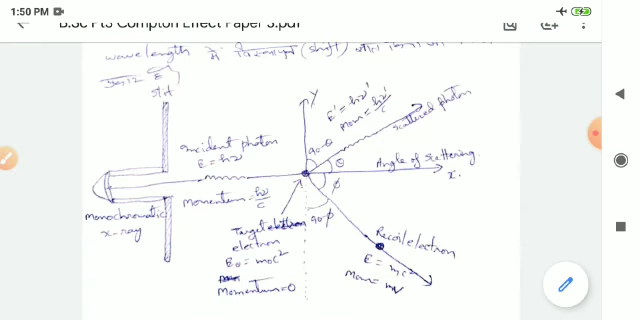 1:50 PM
B.Sc Pt3 Compton Effect Paper 3.pdf
wavelength में (shift)
slit
Y
E' = hν'
Mom = hν'/c
Scattered photon
Incident photon
E = hν
90-θ
θ
Angle of scattering
X
φ
Momentum = hν/c
Monochromatic
x-ray
Target
electron
E₀ = m₀c²
Momentum = 0
90-φ
Recoil electron
E = mc²
Mom = mv